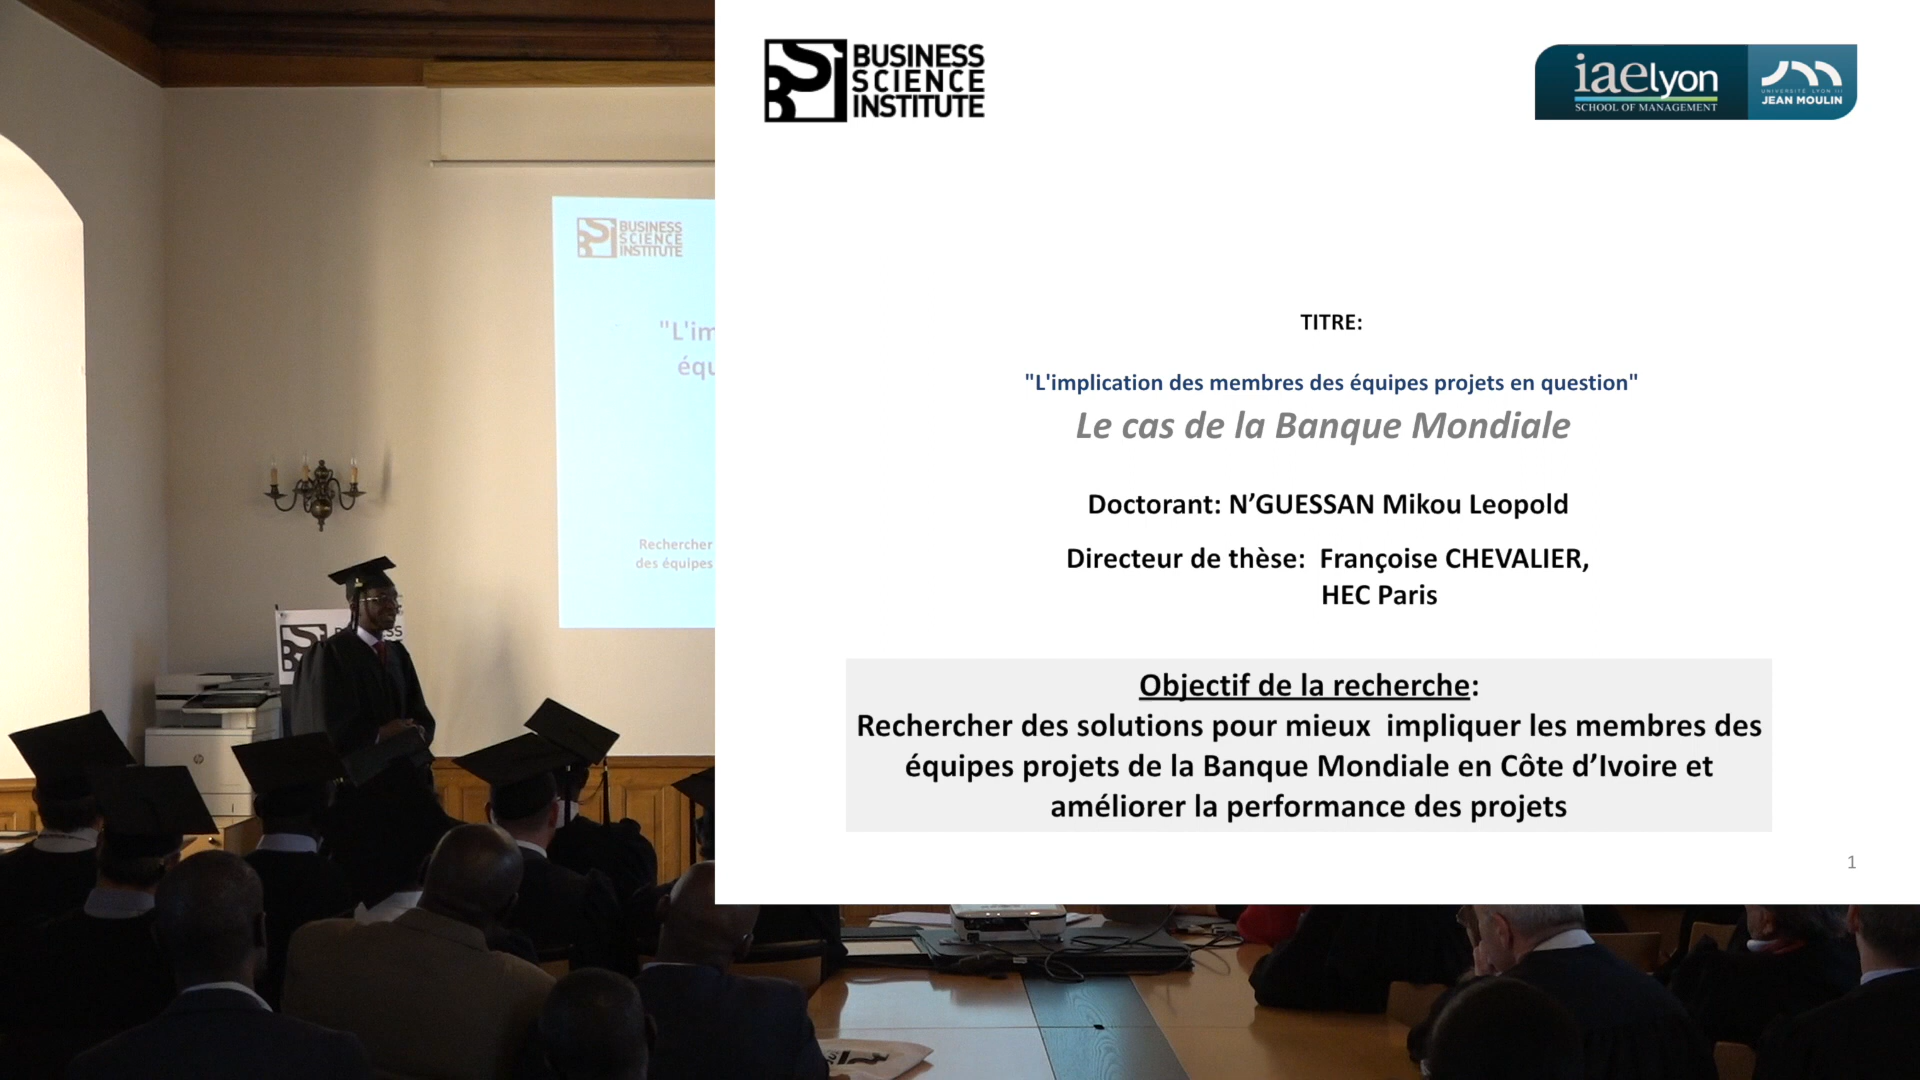 BUSINESS
SCIENCE
INSTITUTE
iaelyon
SCHOOL OF MANAGEMENT
UNIVERSITÉ LYON III
JEAN MOULIN
BUSINESS
SCIENCE
INSTITUTE
"L'im
équ
Rechercher
des équipes
TITRE:
"L'implication des membres des équipes projets en question"
Le cas de la Banque Mondiale
Doctorant: N’GUESSAN Mikou Leopold
Directeur de thèse: Françoise CHEVALIER,
HEC Paris
Objectif de la recherche:
Rechercher des solutions pour mieux impliquer les membres des
équipes projets de la Banque Mondiale en Côte d’Ivoire et
améliorer la performance des projets
1